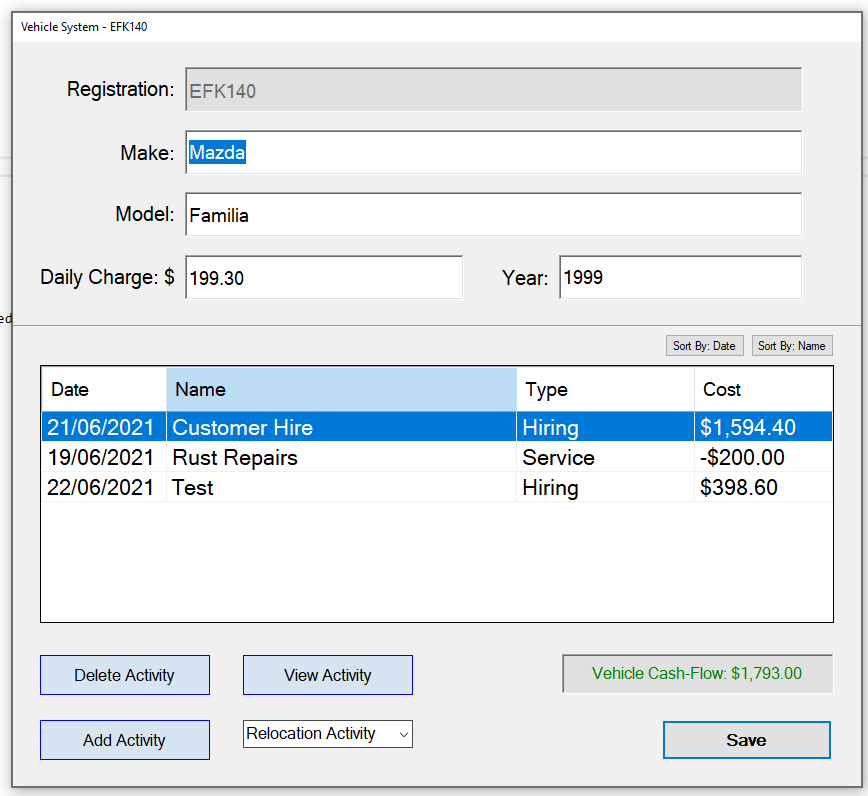 Vehicle System - EFK140
Registration: EFK140
Make: Mazda
Model: Familia
Daily Charge: $ 199.30 Year: 1999
ed
Sort By: Date Sort By: Name
Date Name Type Cost
21/06/2021 Customer Hire Hiring $1,594.40
19/06/2021 Rust Repairs Service -$200.00
22/06/2021 Test Hiring $398.60
Delete Activity View Activity Vehicle Cash-Flow: $1,793.00
Add Activity Relocation Activity Save